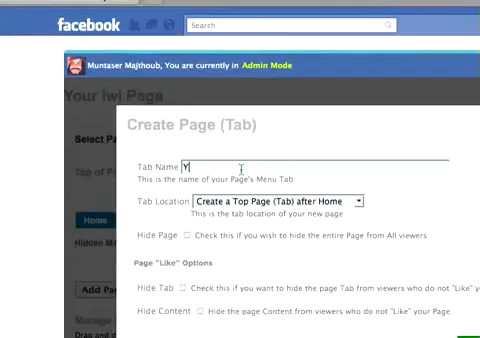 facebook
Search
Muntaser Majthoub, You are currently in Admin Mode
Your iwi Page
Create Page (Tab)
Select Pa
Tab Name Y
This is the name of your Page's Menu Tab
Top of P
Tab Location Create a Top Page (Tab) after Home
This is the tab location of your new page
Home
Hide Page Check this if you wish to hide the entire Page from All viewers
Hidden Ma
Page "Like" Options
Hide Tab Check this if you want to hide the page Tab from viewers who do not "Like" y
Add Pag
Hide Content Hide the page Content from viewers who do not "Like" your Page
Manage
Drag and